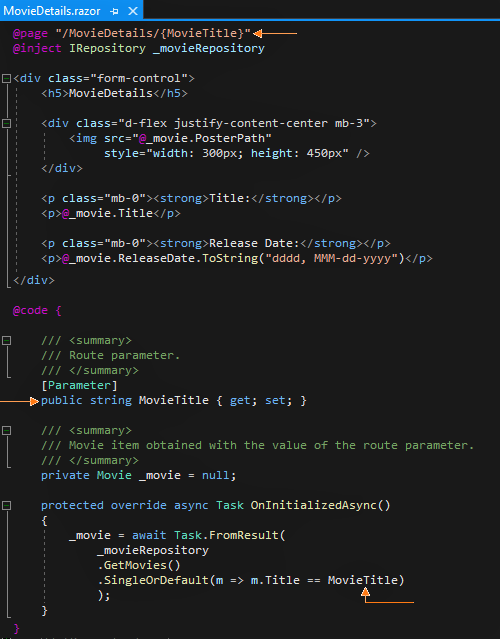 MovieDetails.razor
@page "/MovieDetails/{MovieTitle}"
@inject IRepository _movieRepository
<div class="form-control">
<h5>MovieDetails</h5>
<div class="d-flex justify-content-center mb-3">
<img src="@_movie.PosterPath"
style="width: 300px; height: 450px" />
</div>
<p class="mb-0"><strong>Title:</strong></p>
<p>@_movie.Title</p>
<p class="mb-0"><strong>Release Date:</strong></p>
<p>@_movie.ReleaseDate.ToString("dddd, MMM-dd-yyyy")</p>
</div>
@code {
/// <summary>
/// Route parameter.
/// </summary>
[Parameter]
public string MovieTitle { get; set; }
/// <summary>
/// Movie item obtained with the value of the route parameter.
/// </summary>
private Movie _movie = null;
protected override async Task OnInitializedAsync()
{
_movie = await Task.FromResult(
_movieRepository
.GetMovies()
.SingleOrDefault(m => m.Title == MovieTitle)
);
}
}